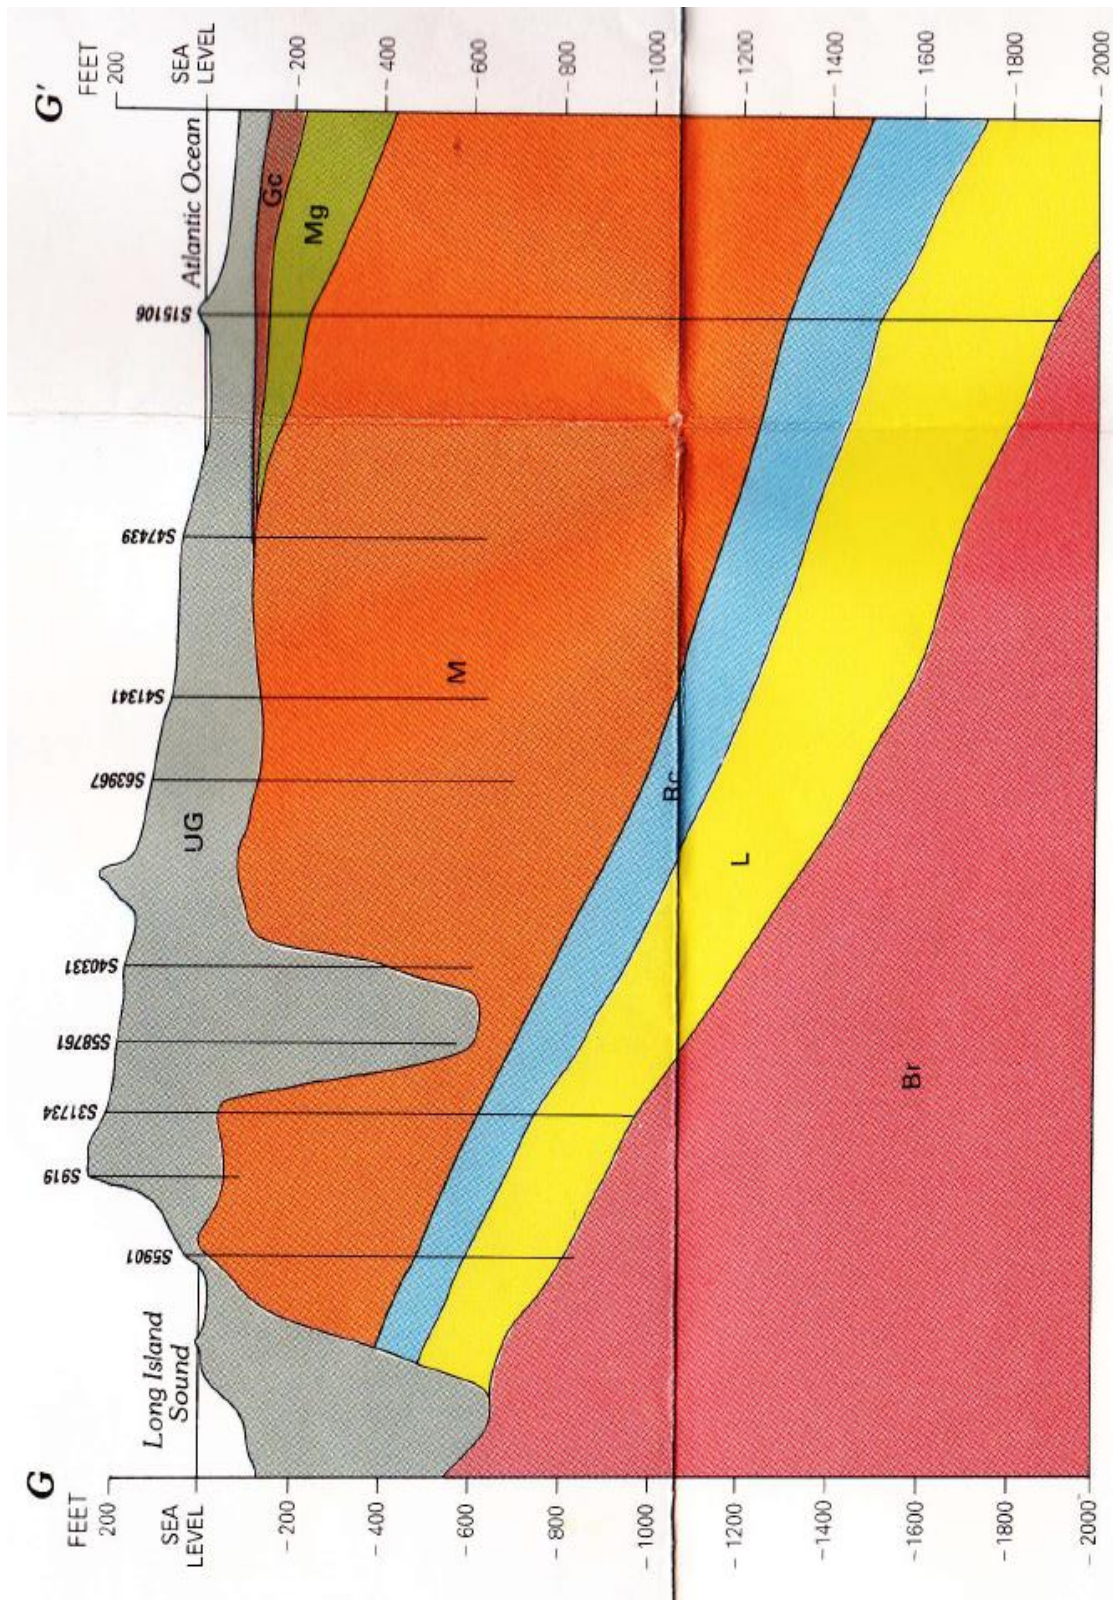 G
G'
FEET
200
SEA
LEVEL
- 200
- 400
- 600
- 800
- 1000
- 1200
- 1400
- 1600
- 1800
- 2000
FEET
200
SEA
LEVEL
- 200
- 400
- 600
- 800
- 1000
- 1200
- 1400
- 1600
- 1800
- 2000
Long Island
Sound
Atlantic Ocean
S5901
S919
S31734
S58761
S40331
S63967
S41341
S47439
S15106
UG
Gc
Mg
M
Rc
L
Br